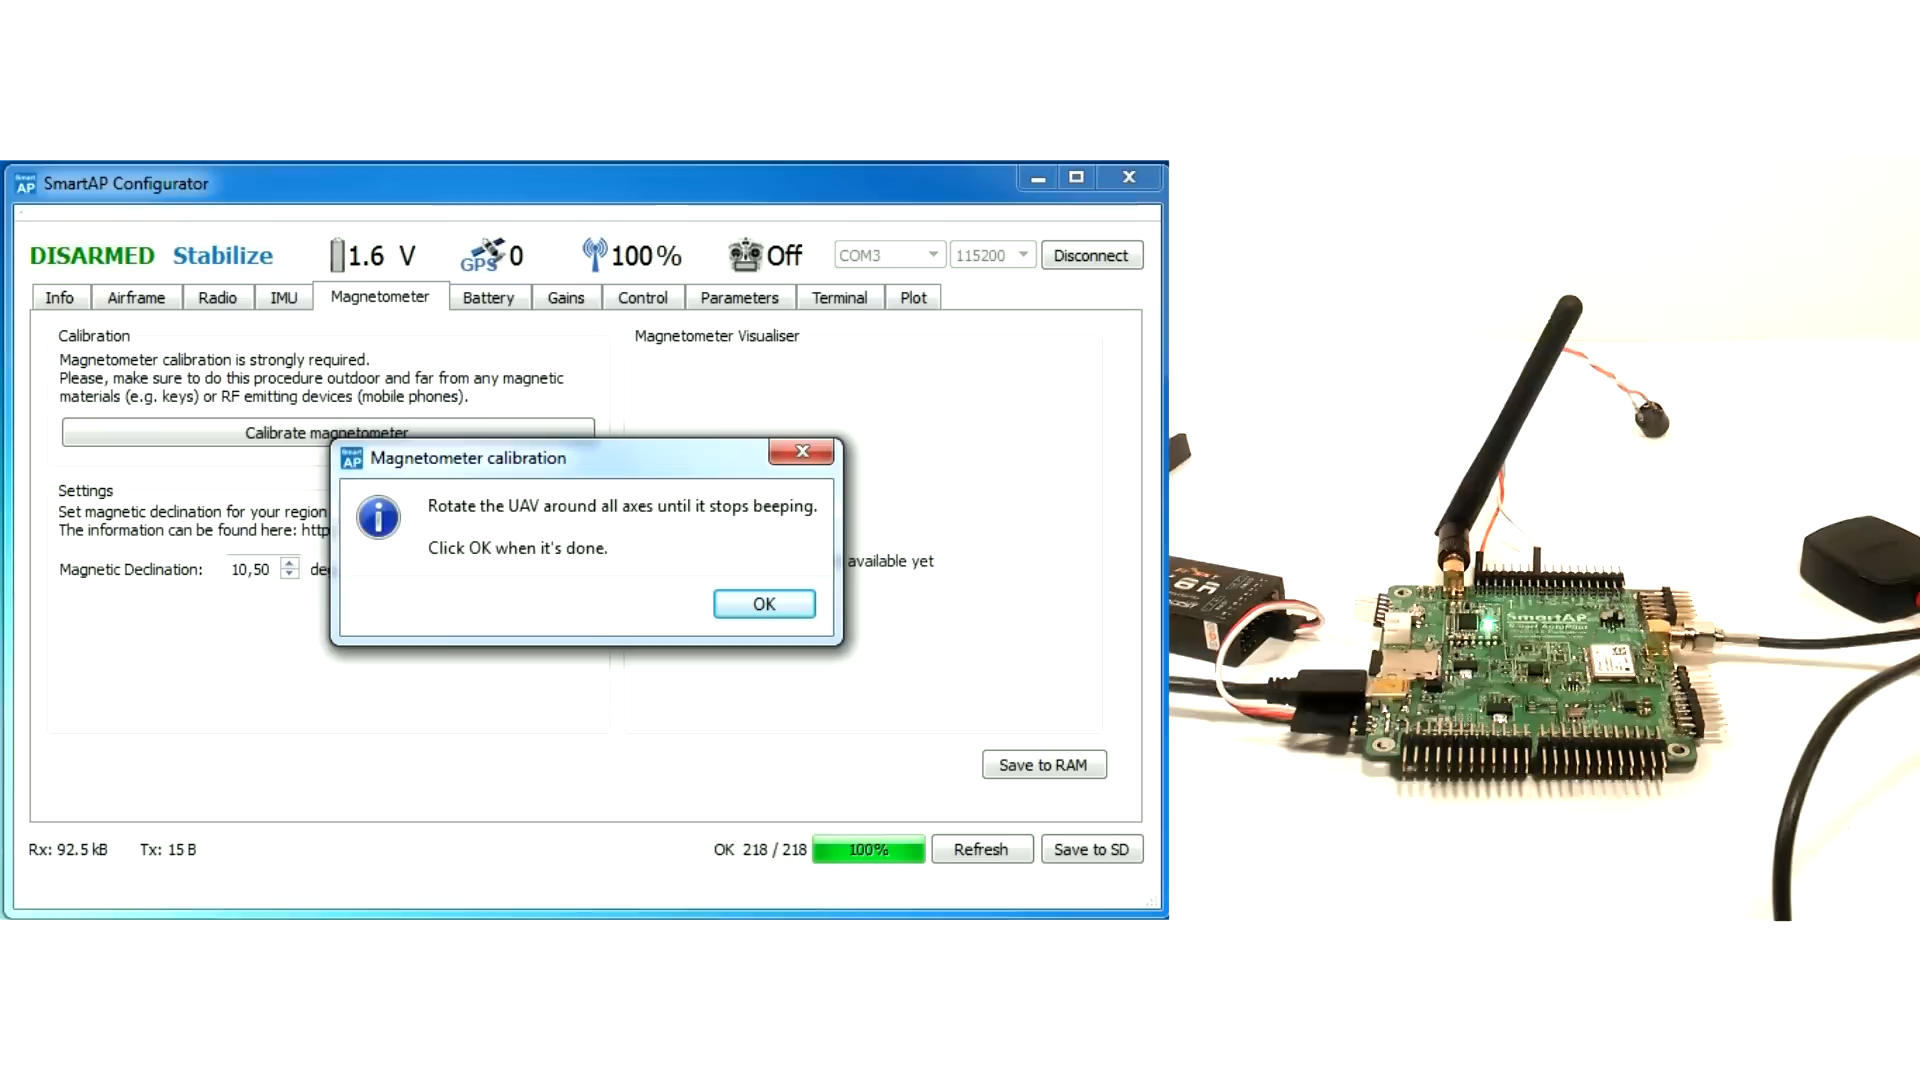 SmartAP Configurator
DISARMED Stabilize 1.6 V GPS 0 100% Off COM3 115200 Disconnect
Info Airframe Radio IMU Magnetometer Battery Gains Control Parameters Terminal Plot
Calibration
Magnetometer calibration is strongly required.
Please, make sure to do this procedure outdoor and far from any magnetic
materials (e.g. keys) or RF emitting devices (mobile phones).
Calibrate magnetometer
Settings
Set magnetic declination for your region
The information can be found here: http
Magnetic Declination: 10,50 de
Magnetometer Visualiser
available yet
Smart AP Magnetometer calibration
Rotate the UAV around all axes until it stops beeping.
Click OK when it's done.
OK
Save to RAM
Rx: 92.5 kB Tx: 15 B OK 218 / 218 100% Refresh Save to SD
SmartAP